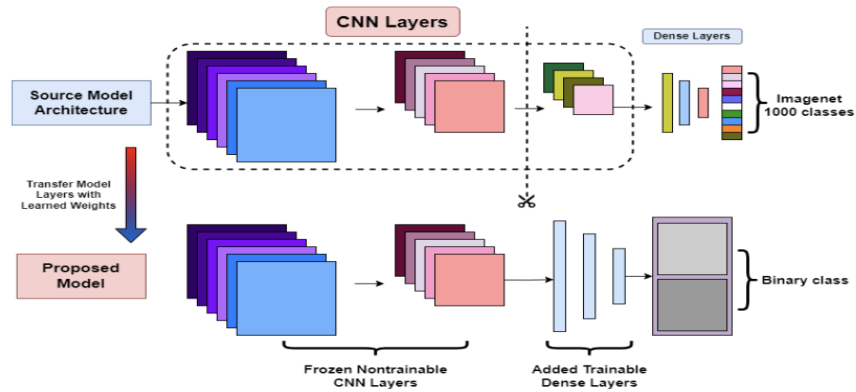 CNN Layers
Dense Layers
Source Model
Architecture
Imagenet
1000 classes
Transfer Model
Layers with
Learned Weights
Proposed
Model
Binary class
Frozen Nontrainable
CNN Layers
Added Trainable
Dense Layers